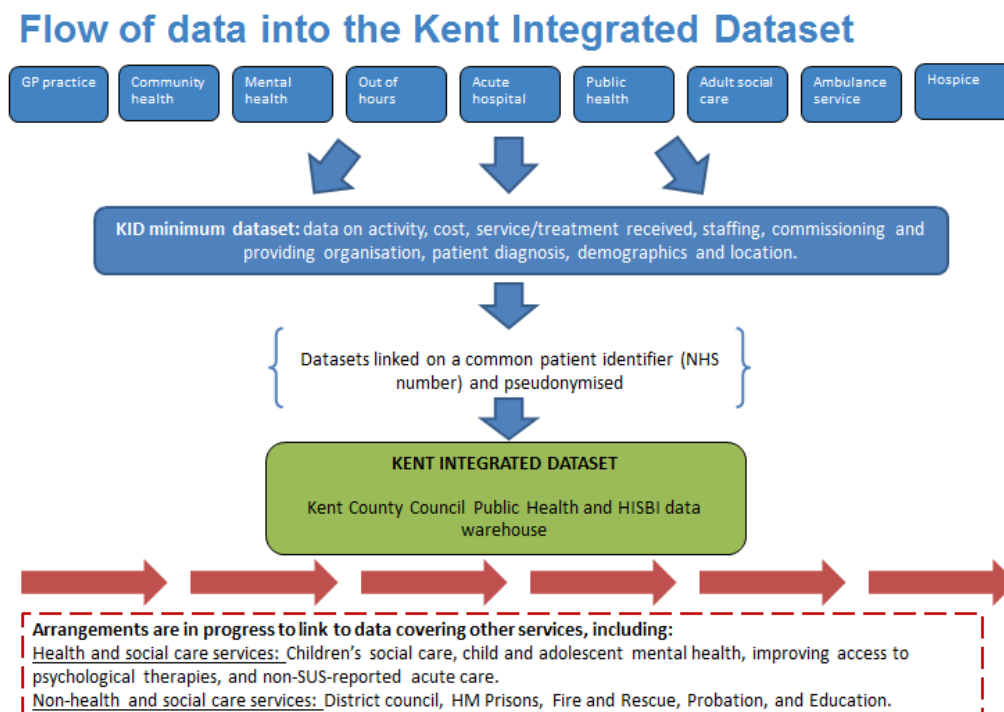 Flow of data into the Kent Integrated Dataset
GP practice
Community
health
Mental
health
Out of
hours
Acute
hospital
Public
health
Adult social
care
Ambulance
service
Hospice
KID minimum dataset: data on activity, cost, service/treatment received, staffing, commissioning and
providing organisation, patient diagnosis, demographics and location.
Datasets linked on a common patient identifier (NHS
number) and pseudonymised
KENT INTEGRATED DATASET
Kent County Council Public Health and HISBI data
warehouse
Arrangements are in progress to link to data covering other services, including:
Health and social care services: Children's social care, child and adolescent mental health, improving access to
psychological therapies, and non-SUS-reported acute care.
Non-health and social care services: District council, HM Prisons, Fire and Rescue, Probation, and Education.